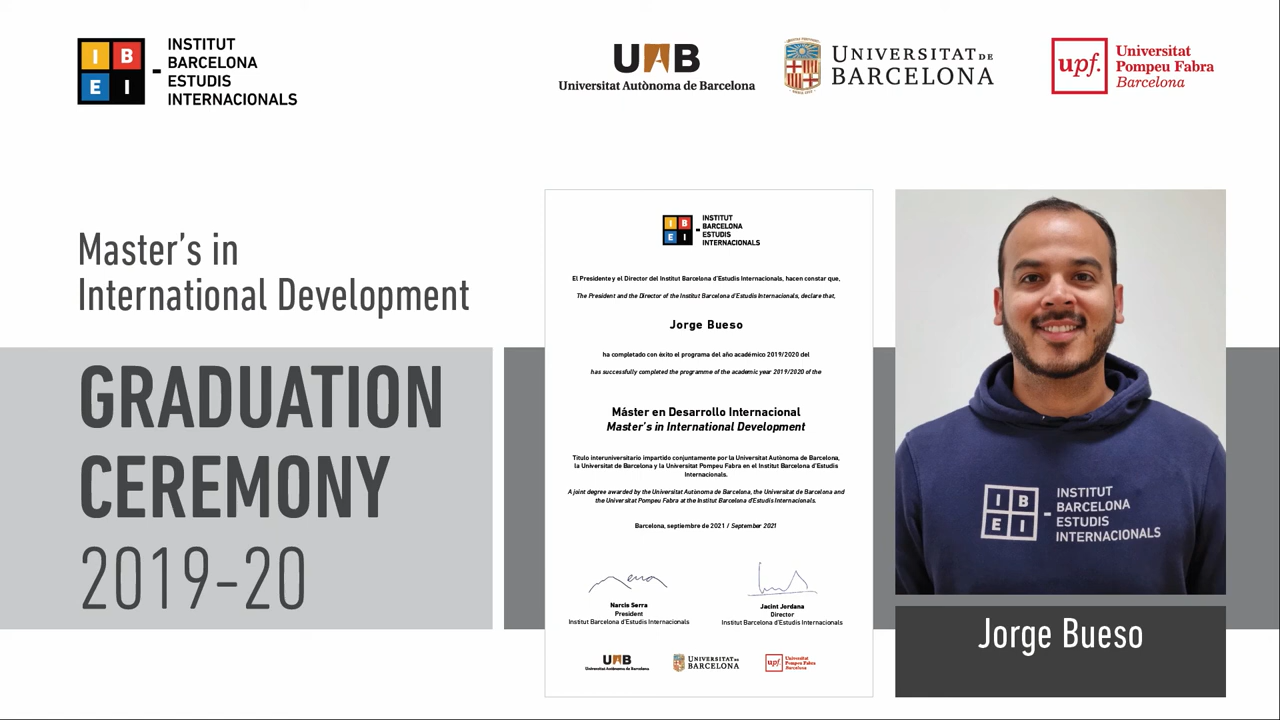 I B
E I
INSTITUT
BARCELONA
ESTUDIS
INTERNACIONALS
UAB
Universitat Autònoma de Barcelona
UNIVERSITAT DE
BARCELONA
upf.
Universitat
Pompeu Fabra
Barcelona
Master's in
International Development
GRADUATION
CEREMONY
2019-20
I B
E I
INSTITUT
BARCELONA
ESTUDIS
INTERNACIONALS
El Presidente y el Director del Institut Barcelona d'Estudis Internacionals, hacen constar que,
The President and the Director of the Institut Barcelona d'Estudis Internacionals, declare that,
Jorge Bueso
ha completado con éxito el programa del año académico 2019/2020 del
has successfully completed the programme of the academic year 2019/2020 of the
Máster en Desarrollo Internacional
Master's in International Development
Título interuniversitario impartido conjuntamente por la Universitat Autònoma de Barcelona,
la Universitat de Barcelona y la Universitat Pompeu Fabra en el Institut Barcelona d'Estudis
Internacionals.
A joint degree awarded by the Universitat Autònoma de Barcelona, the Universitat de Barcelona and
the Universitat Pompeu Fabra at the Institut Barcelona d'Estudis Internacionals.
Barcelona, septiembre de 2021 / September 2021
Narcís Serra
President
Institut Barcelona d'Estudis Internacionals
Jacint Jordana
Director
Institut Barcelona d'Estudis Internacionals
UAB
Universitat Autònoma de Barcelona
UNIVERSITAT DE
BARCELONA
upf.
Universitat
Pompeu Fabra
Barcelona
I B
E I
INSTITUT
BARCELONA
ESTUDIS
INTERNACIONALS
Jorge Bueso